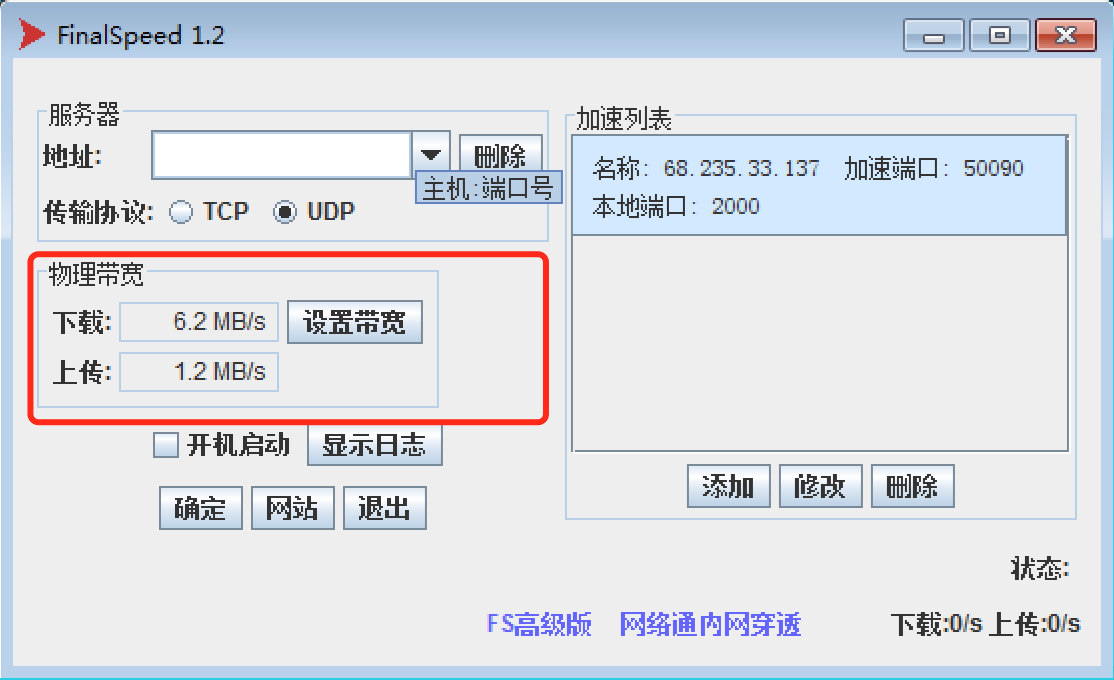 FinalSpeed 1.2
服务器
地址:
删除
主机:端口号
传输协议: TCP UDP
物理带宽
下载: 6.2 MB/s 设置带宽
上传: 1.2 MB/s
开机启动 显示日志
确定 网站 退出
加速列表
名称: 68.235.33.137 加速端口: 50090
本地端口: 2000
添加 修改 删除
状态:
FS高级版 网络通内网穿透 下载:0/s 上传:0/s